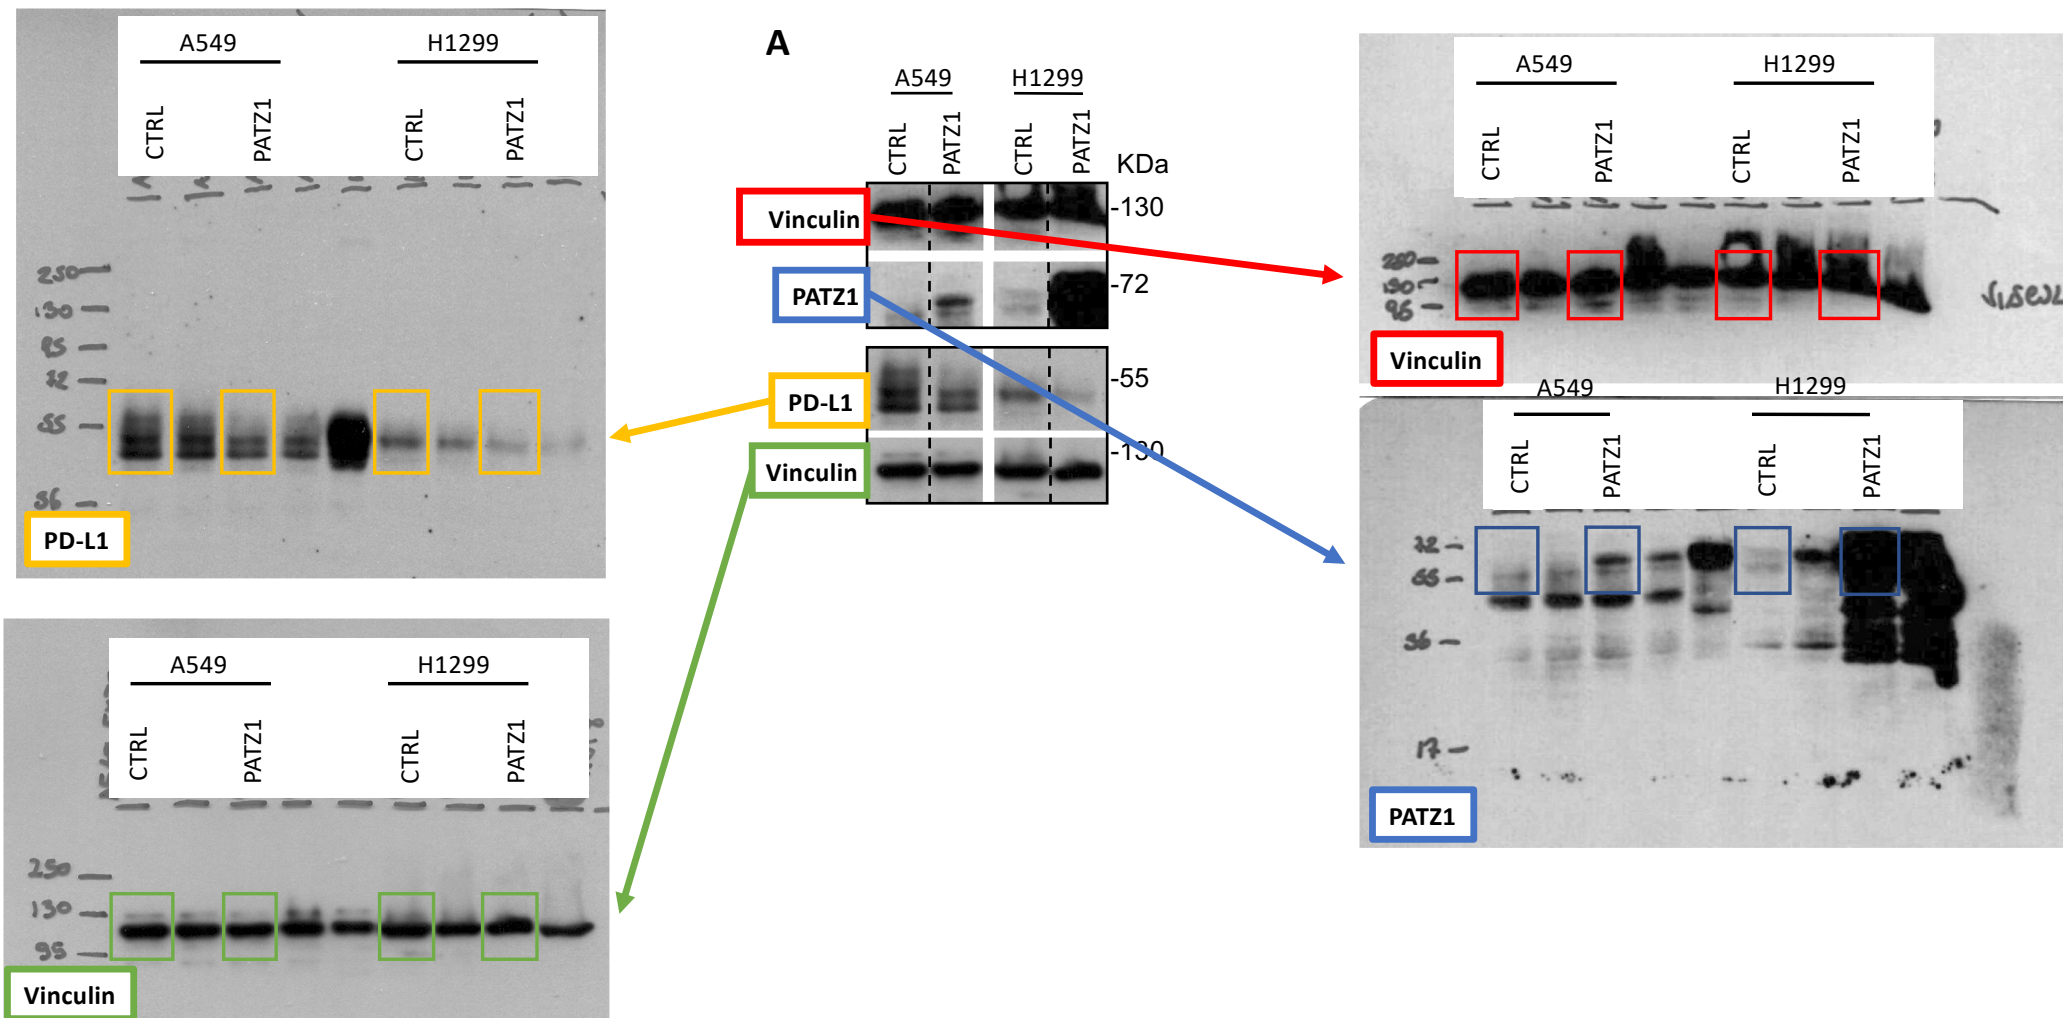 A549 H1299
CTRL PATZ1 CTRL PATZ1
250
130
95
72
55
36
PD-L1
A549 H1299
CTRL PATZ1 CTRL PATZ1
250
130
95
Vinculin
A
A549 H1299
CTRL PATZ1 CTRL PATZ1
KDa
Vinculin -130
PATZ1 -72
PD-L1 -55
Vinculin -130
A549 H1299
CTRL PATZ1 CTRL PATZ1
250
130
95
Vinculin
A549 H1299
CTRL PATZ1 CTRL PATZ1
72
55
36
17
PATZ1